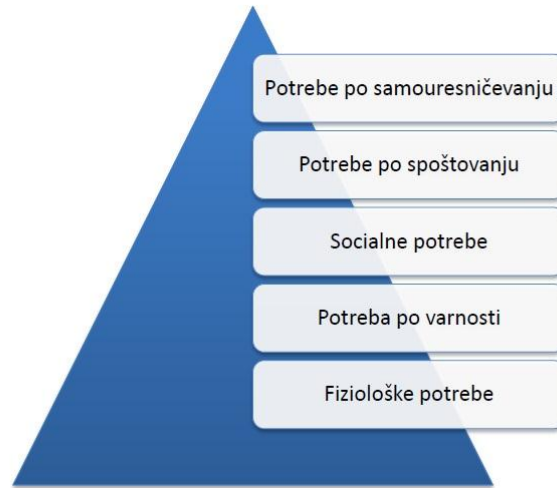 Potrebe po samouresničevanju
Potrebe po spoštovanju
Socialne potrebe
Potreba po varnosti
Fiziološke potrebe